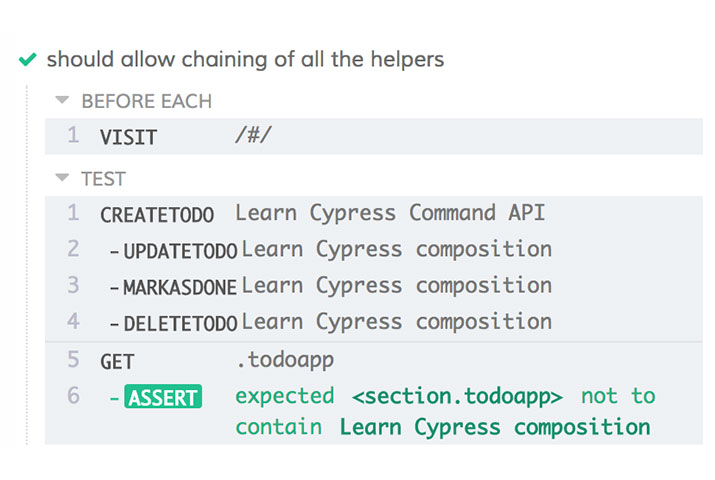 should allow chaining of all the helpers
BEFORE EACH
1 VISIT /#/
TEST
1 CREATETODO Learn Cypress Command API
2 -UPDATETODO Learn Cypress composition
3 -MARKASDONE Learn Cypress composition
4 -DELETETODO Learn Cypress composition
5 GET .todoapp
6 -ASSERT expected <section.todoapp> not to
contain Learn Cypress composition